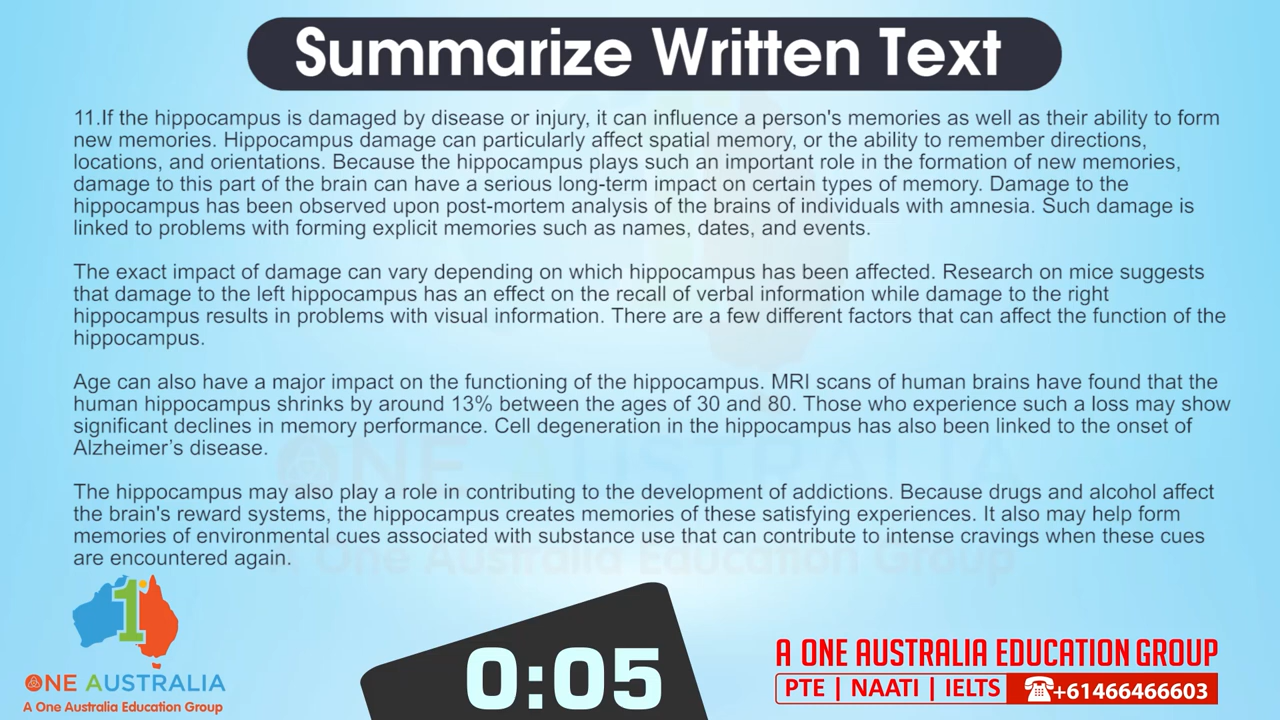 Summarize Written Text
11.If the hippocampus is damaged by disease or injury, it can influence a person's memories as well as their ability to form
new memories. Hippocampus damage can particularly affect spatial memory, or the ability to remember directions,
locations, and orientations. Because the hippocampus plays such an important role in the formation of new memories,
damage to this part of the brain can have a serious long-term impact on certain types of memory. Damage to the
hippocampus has been observed upon post-mortem analysis of the brains of individuals with amnesia. Such damage is
linked to problems with forming explicit memories such as names, dates, and events.
The exact impact of damage can vary depending on which hippocampus has been affected. Research on mice suggests
that damage to the left hippocampus has an effect on the recall of verbal information while damage to the right
hippocampus results in problems with visual information. There are a few different factors that can affect the function of the
hippocampus.
Age can also have a major impact on the functioning of the hippocampus. MRI scans of human brains have found that the
human hippocampus shrinks by around 13% between the ages of 30 and 80. Those who experience such a loss may show
significant declines in memory performance. Cell degeneration in the hippocampus has also been linked to the onset of
Alzheimer’s disease.
The hippocampus may also play a role in contributing to the development of addictions. Because drugs and alcohol affect
the brain's reward systems, the hippocampus creates memories of these satisfying experiences. It also may help form
memories of environmental cues associated with substance use that can contribute to intense cravings when these cues
are encountered again.
ONE AUSTRALIA
A One Australia Education Group
1
ONE AUSTRALIA
A One Australia Education Group
0:05
A ONE AUSTRALIA EDUCATION GROUP
PTE | NAATI | IELTS
+61466466603